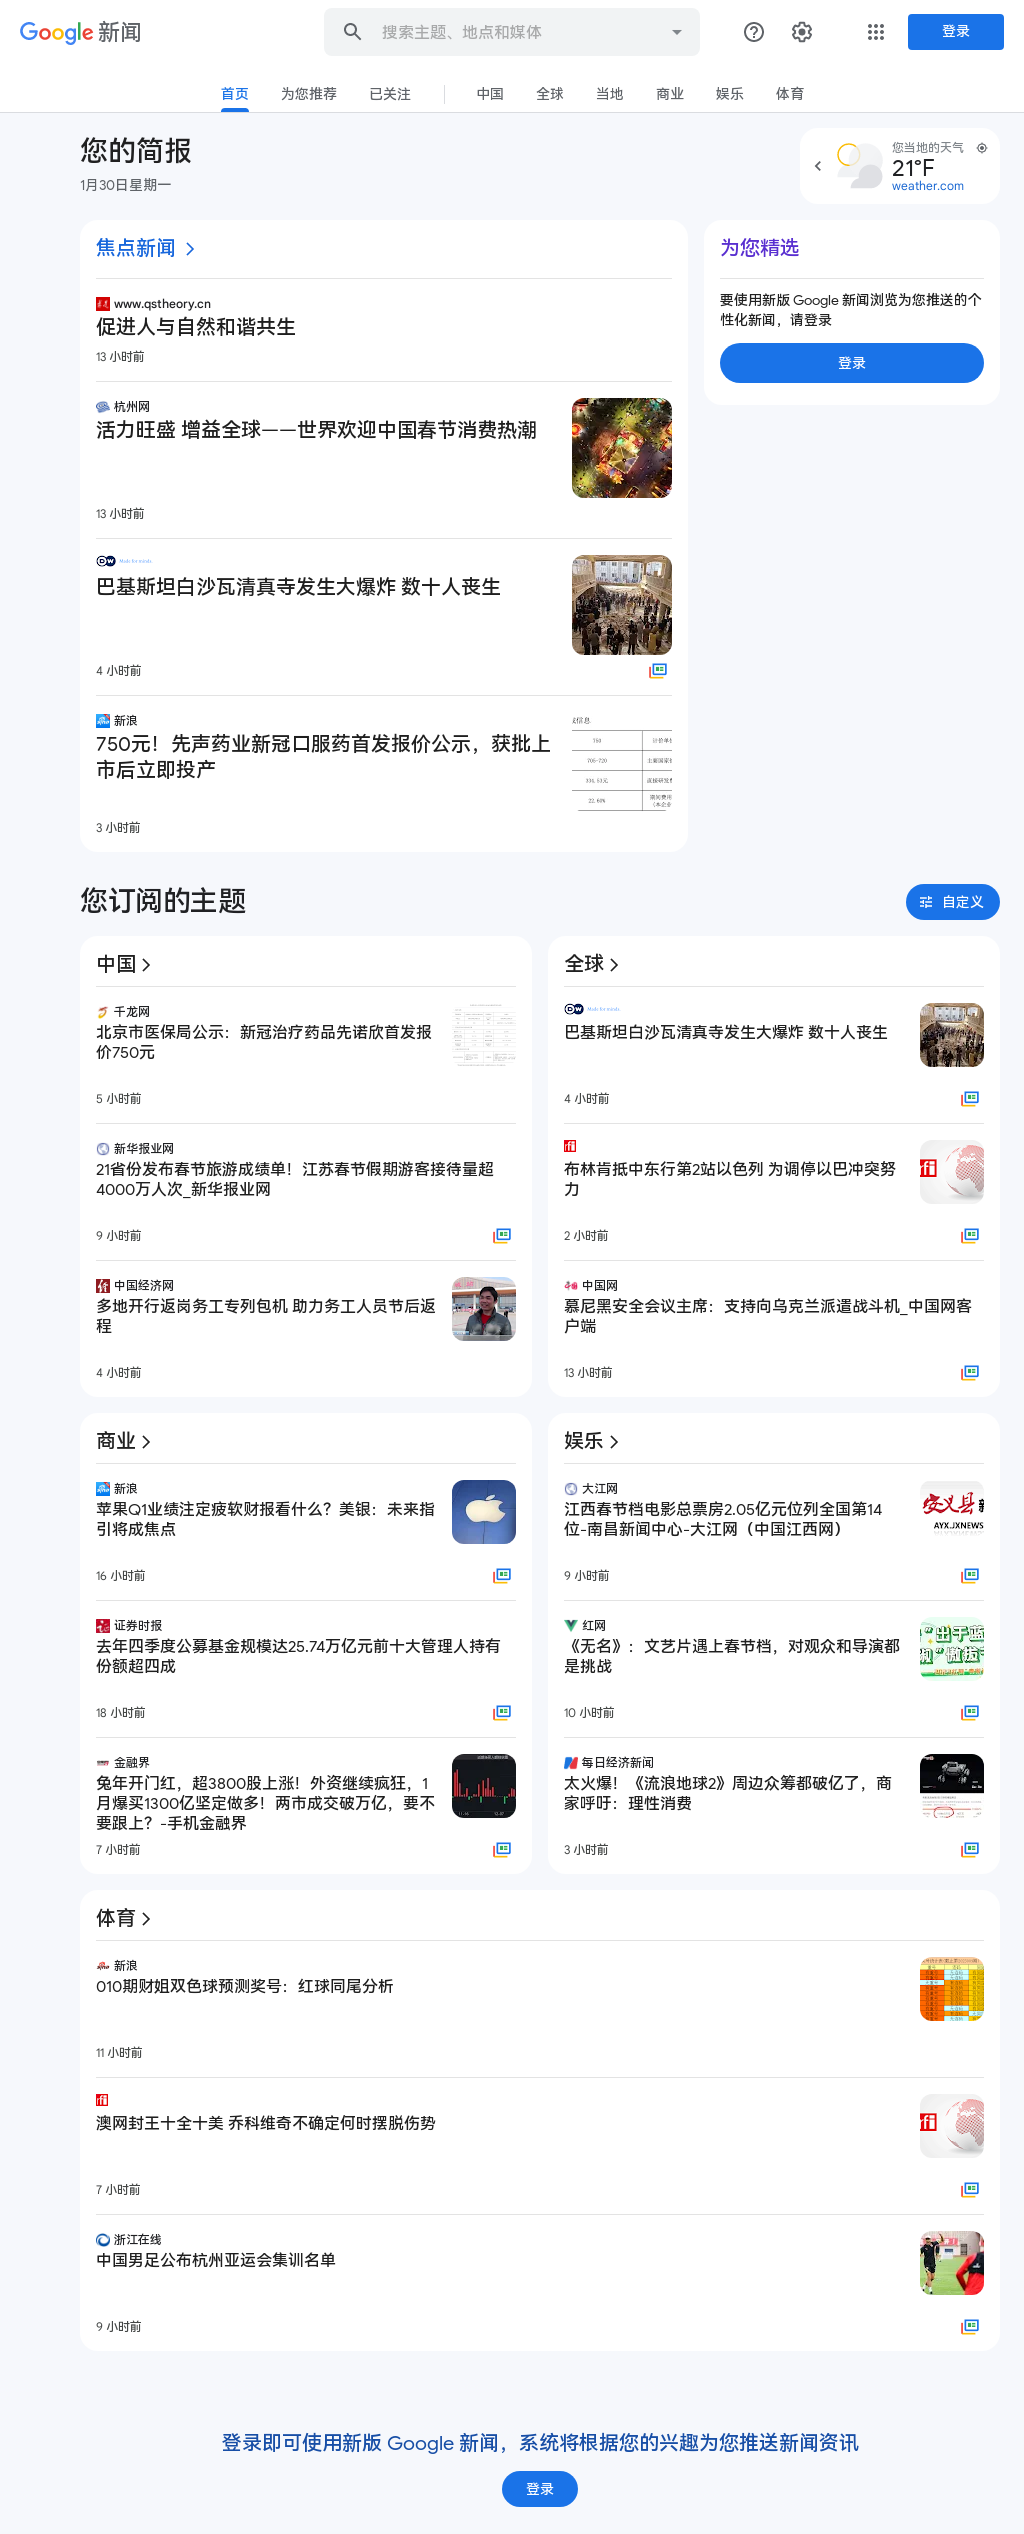 Google 新闻
搜索主题、地点和媒体
登录
首页 为您推荐 已关注 中国 全球 当地 商业 娱乐 体育
您的简报
1月30日星期一
您当地的天气
21°F
weather.com
焦点新闻
www.qstheory.cn
促进人与自然和谐共生
13 小时前
杭州网
活力旺盛 增益全球——世界欢迎中国春节消费热潮
13 小时前
DW Made for minds
巴基斯坦白沙瓦清真寺发生大爆炸 数十人丧生
4 小时前
新浪
750元！先声药业新冠口服药首发报价公示，获批上
市后立即投产
3 小时前
为您精选
要使用新版 Google 新闻浏览为您推送的个
性化新闻，请登录
登录
您订阅的主题
自定义
中国
千龙网
北京市医保局公示：新冠治疗药品先诺欣首发报
价750元
5 小时前
新华报业网
21省份发布春节旅游成绩单！江苏春节假期游客接待量超
4000万人次_新华报业网
9 小时前
中国经济网
多地开行返岗务工专列包机 助力务工人员节后返
程
4 小时前
全球
DW Made for minds
巴基斯坦白沙瓦清真寺发生大爆炸 数十人丧生
4 小时前
rfi
布林肯抵中东行第2站以色列 为调停以巴冲突努
力
2 小时前
中国网
慕尼黑安全会议主席：支持向乌克兰派遣战斗机_中国网客
户端
13 小时前
商业
新浪
苹果Q1业绩注定疲软财报看什么？美银：未来指
引将成焦点
16 小时前
证券时报
去年四季度公募基金规模达25.74万亿元前十大管理人持有
份额超四成
18 小时前
金融界
兔年开门红，超3800股上涨！外资继续疯狂，1
月爆买1300亿坚定做多！两市成交破万亿，要不
要跟上？-手机金融界
7 小时前
娱乐
大江网
江西春节档电影总票房2.05亿元位列全国第14
位-南昌新闻中心-大江网（中国江西网）
9 小时前
安义县新
AYX.JXNEWS
红网
《无名》：文艺片遇上春节档，对观众和导演都
是挑战
10 小时前
每日经济新闻
太火爆！《流浪地球2》周边众筹都破亿了，商
家呼吁：理性消费
3 小时前
体育
新浪
010期财姐双色球预测奖号：红球同尾分析
11 小时前
rfi
澳网封王十全十美 乔科维奇不确定何时摆脱伤势
7 小时前
浙江在线
中国男足公布杭州亚运会集训名单
9 小时前
登录即可使用新版 Google 新闻，系统将根据您的兴趣为您推送新闻资讯
登录